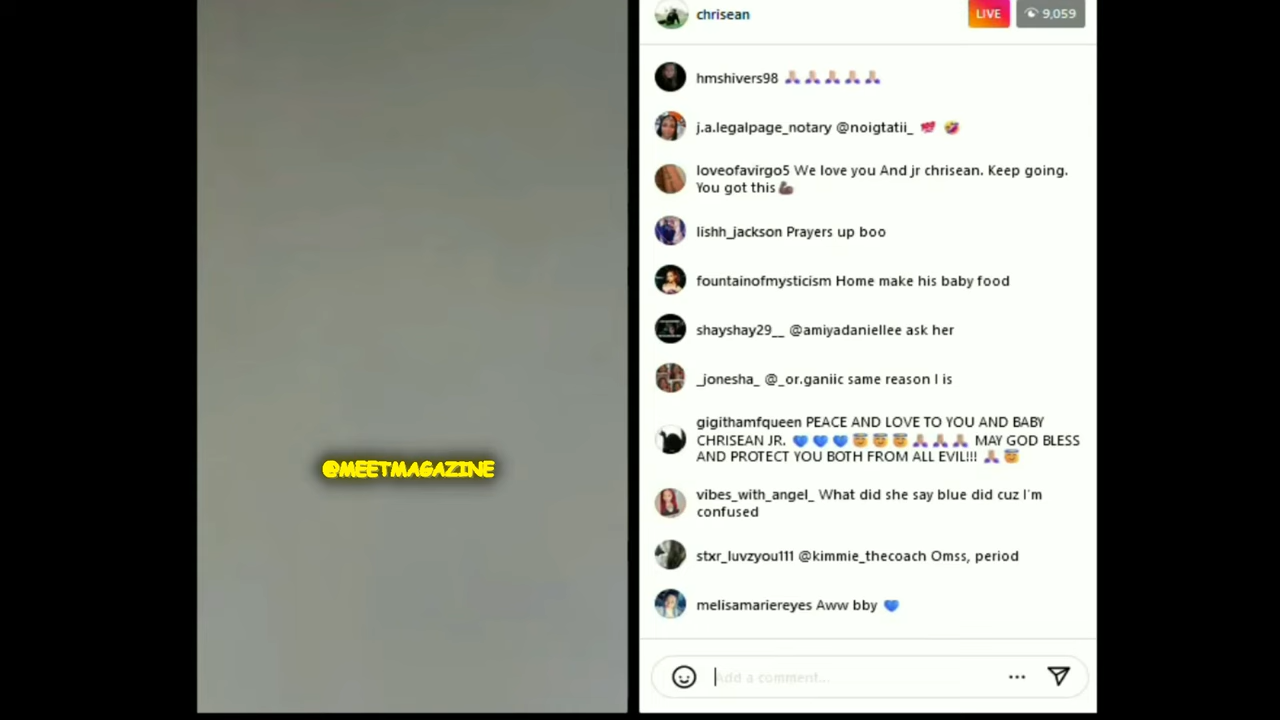 chrisean
LIVE
9,059
hmshivers98 🙏🏼🙏🏼🙏🏼🙏🏼🙏🏼
j.a.legalpage_notary @noigtatii_ 💯 🤣
loveofavirgo5 We love you And jr chrisean. Keep going.
You got this💪🏿
lishh_jackson Prayers up boo
fountainofmysticism Home make his baby food
shayshay29__ @amiyadaniellee ask her
_jonesha_ @_or.ganiic same reason I is
gigithamfqueen PEACE AND LOVE TO YOU AND BABY
CHRISEAN JR. 💙💙💙😇😇😇🙏🏼🙏🏼🙏🏼 MAY GOD BLESS
AND PROTECT YOU BOTH FROM ALL EVIL!!! 🙏🏼😇
@MEETMAGAZINE
vibes_with_angel_ What did she say blue did cuz I'm
confused
stxr_luvzyou111 @kimmie_thecoach Omss, period
melisamariereyes Aww bby 💙
Add a comment...